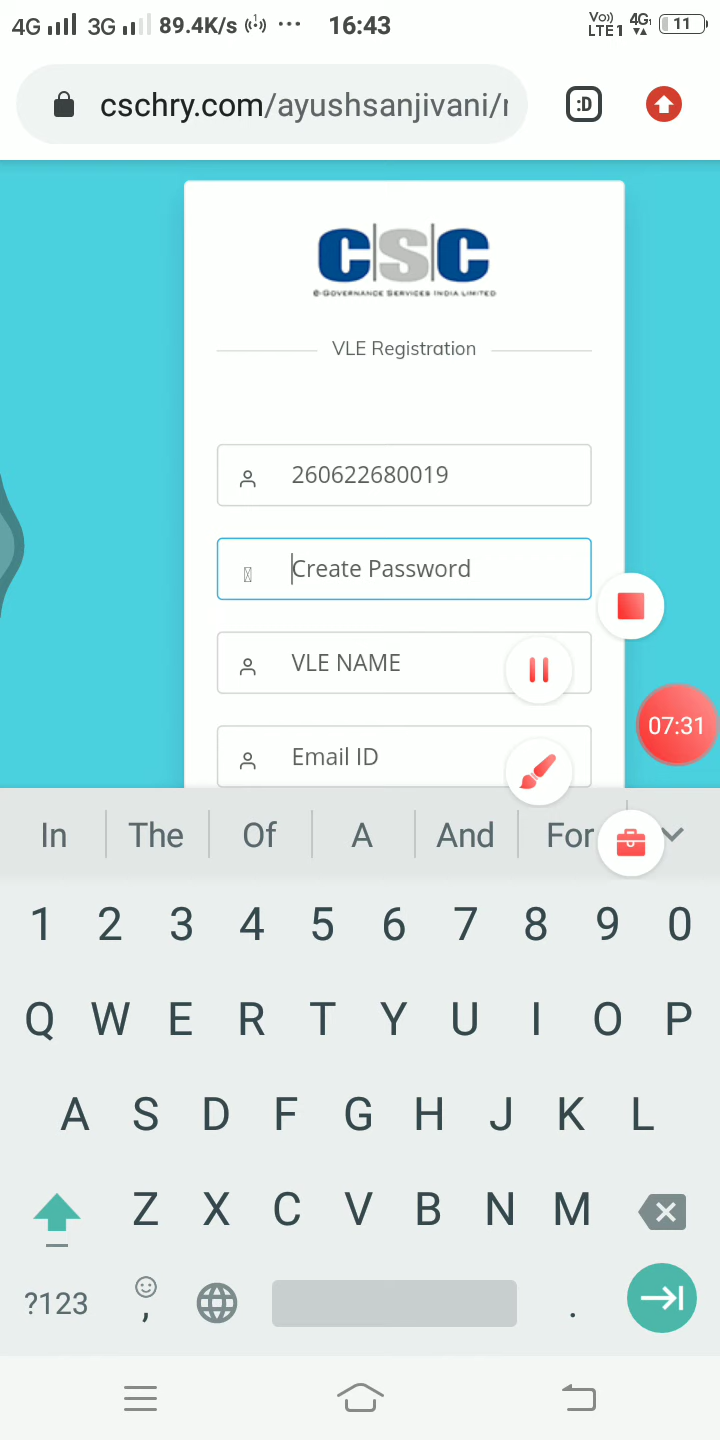 4G 3G 89.4K/s ... 16:43 Vo)) LTE1 4G1 11
cschry.com/ayushsanjivani/r :D
C|S|C
e-Governance Services India Limited
VLE Registration
260622680019
Create Password
VLE NAME
07:31
Email ID
In The Of A And For
1 2 3 4 5 6 7 8 9 0
Q W E R T Y U I O P
A S D F G H J K L
Z X C V B N M
?123 , .